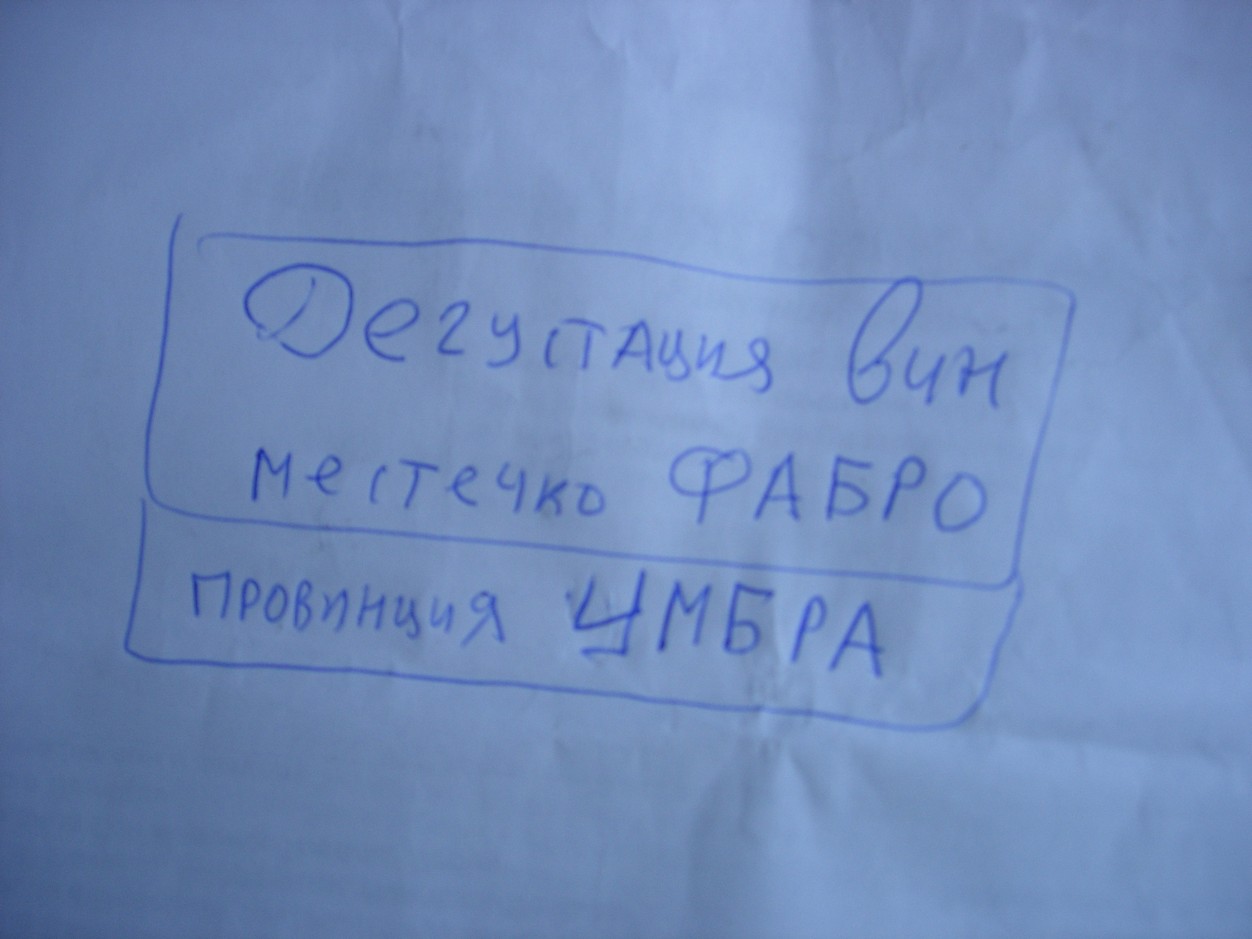 Дегустация вин
местечко ФАБРО
провинция УМБРА